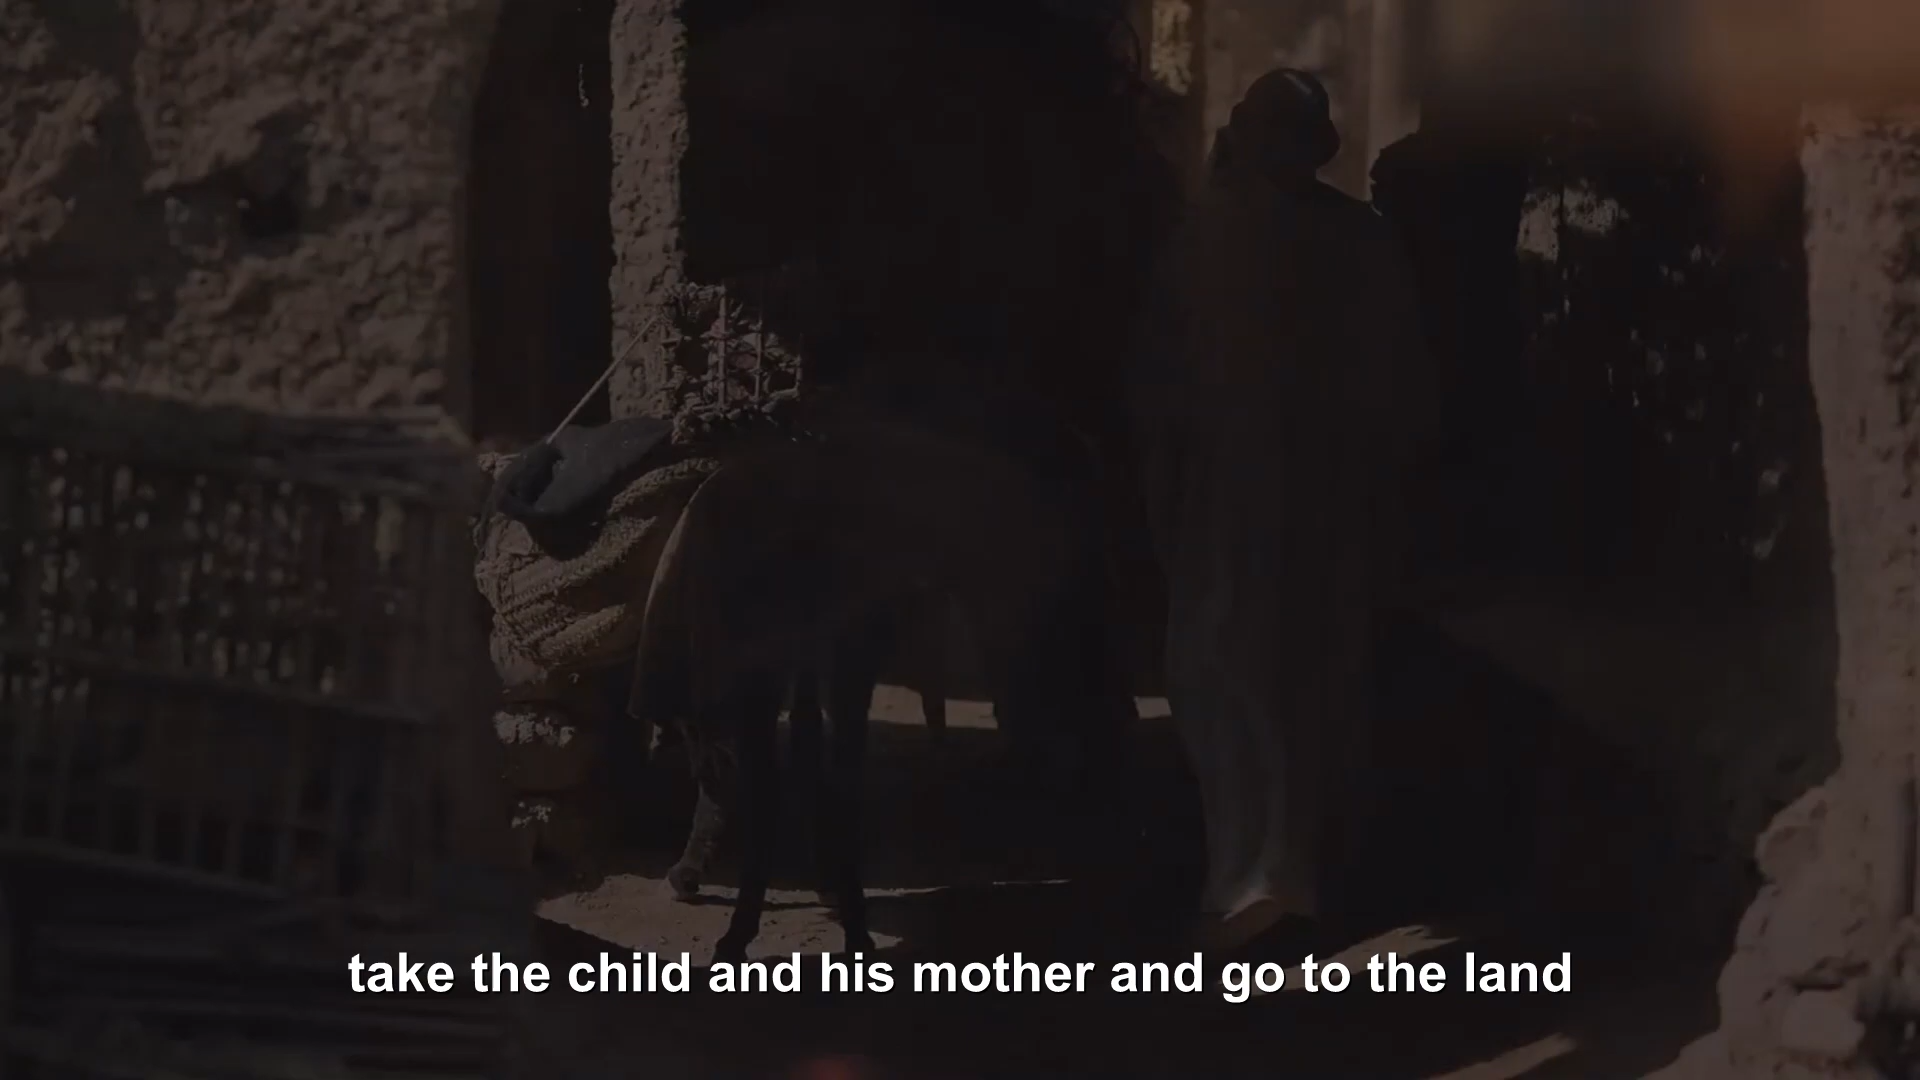 take the child and his mother and go to the land